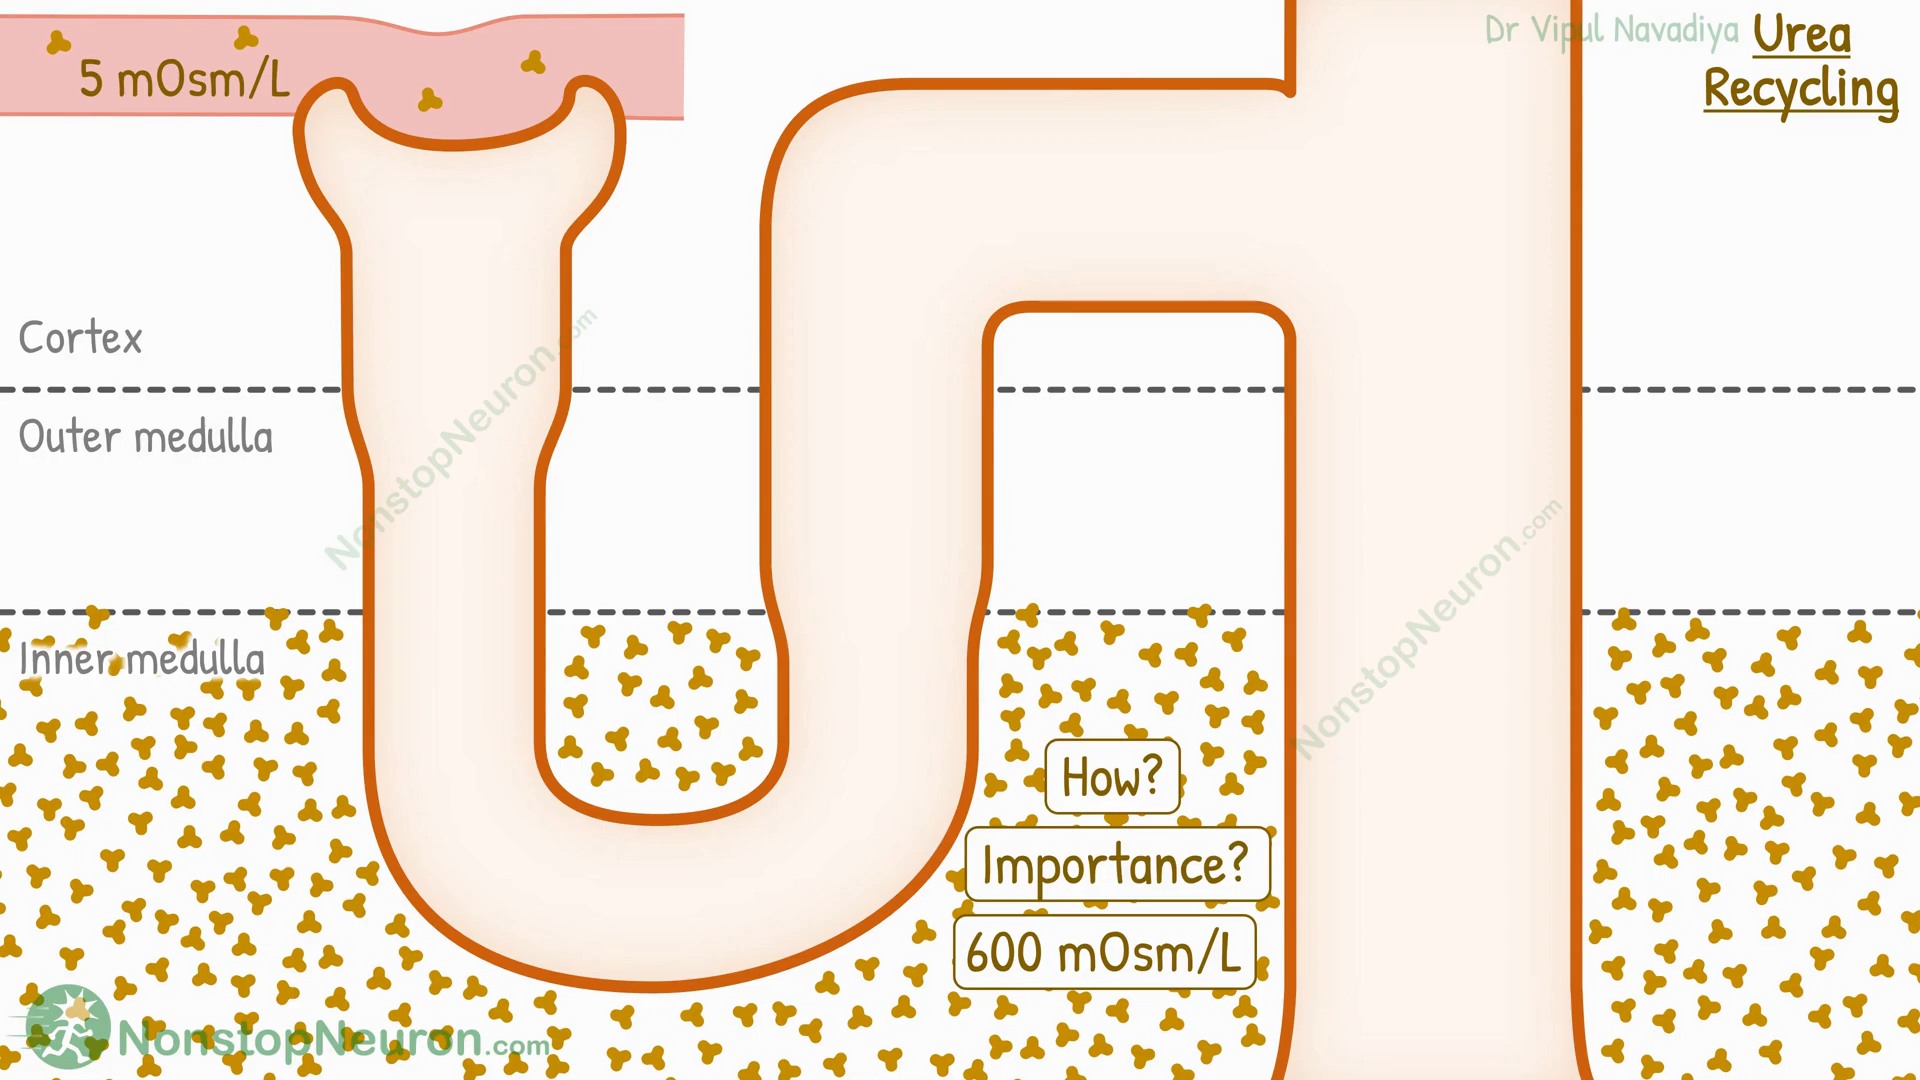 Dr Vipul Navadiya
Urea
Recycling
5 mOsm/L
Cortex
Outer medulla
Inner medulla
NonstopNeuron.com
NonstopNeuron.com
How?
Importance?
600 mOsm/L
NonstopNeuron.com